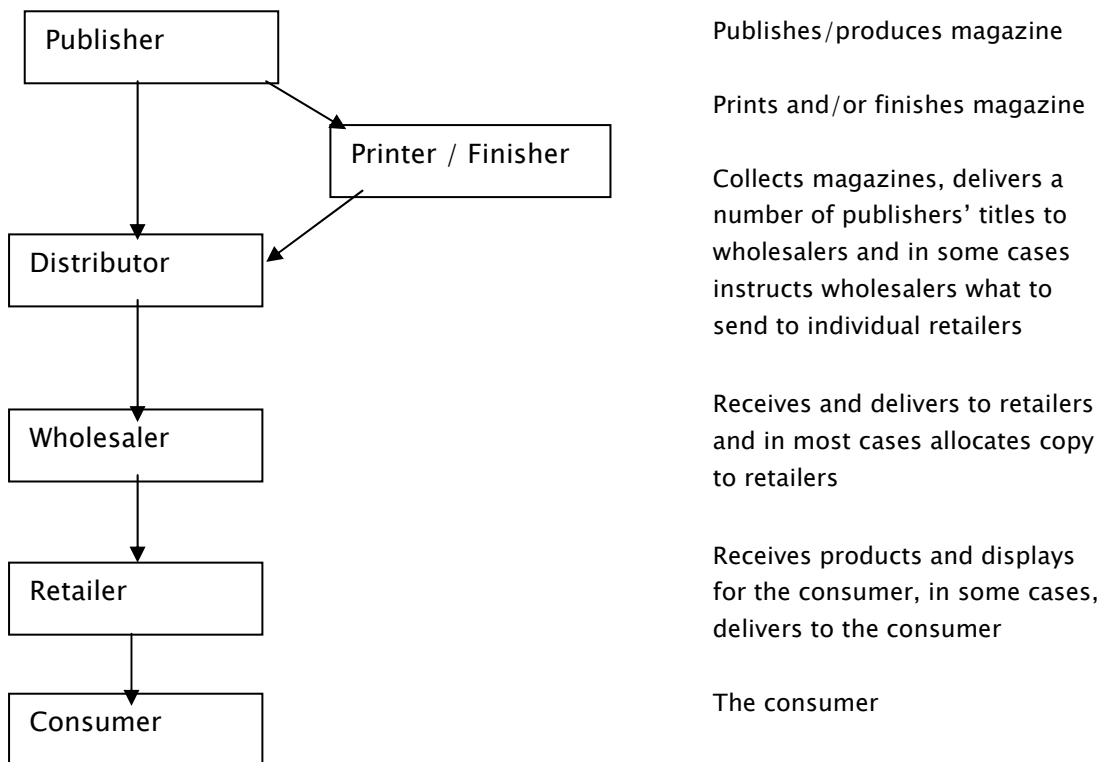 Publisher
Publishes/produces magazine
Prints and/or finishes magazine
Printer / Finisher
Collects magazines, delivers a
number of publishers’ titles to
wholesalers and in some cases
instructs wholesalers what to
send to individual retailers
Distributor
Wholesaler
Receives and delivers to retailers
and in most cases allocates copy
to retailers
Retailer
Receives products and displays
for the consumer, in some cases,
delivers to the consumer
Consumer
The consumer